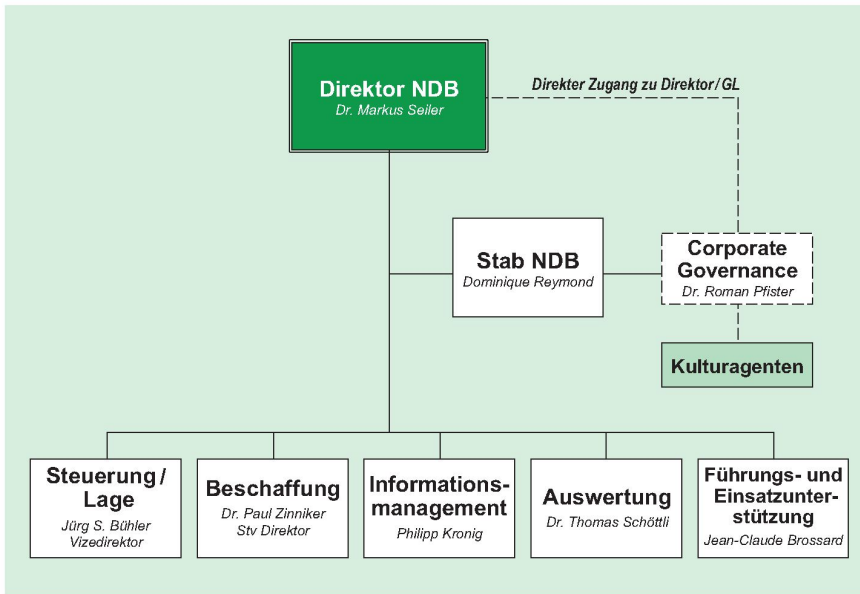 Direktor NDB
Dr. Markus Seiler
Direkter Zugang zu Direktor/GL
Stab NDB
Dominique Reymond
Corporate
Governance
Dr. Roman Pfister
Kulturagenten
Steuerung /
Lage
Jürg S. Bühler
Vizedirektor
Beschaffung
Dr. Paul Zinniker
Stv Direktor
Informations-
management
Philipp Kronig
Auswertung
Dr. Thomas Schöttli
Führungs- und
Einsatzunter-
stützung
Jean-Claude Brossard